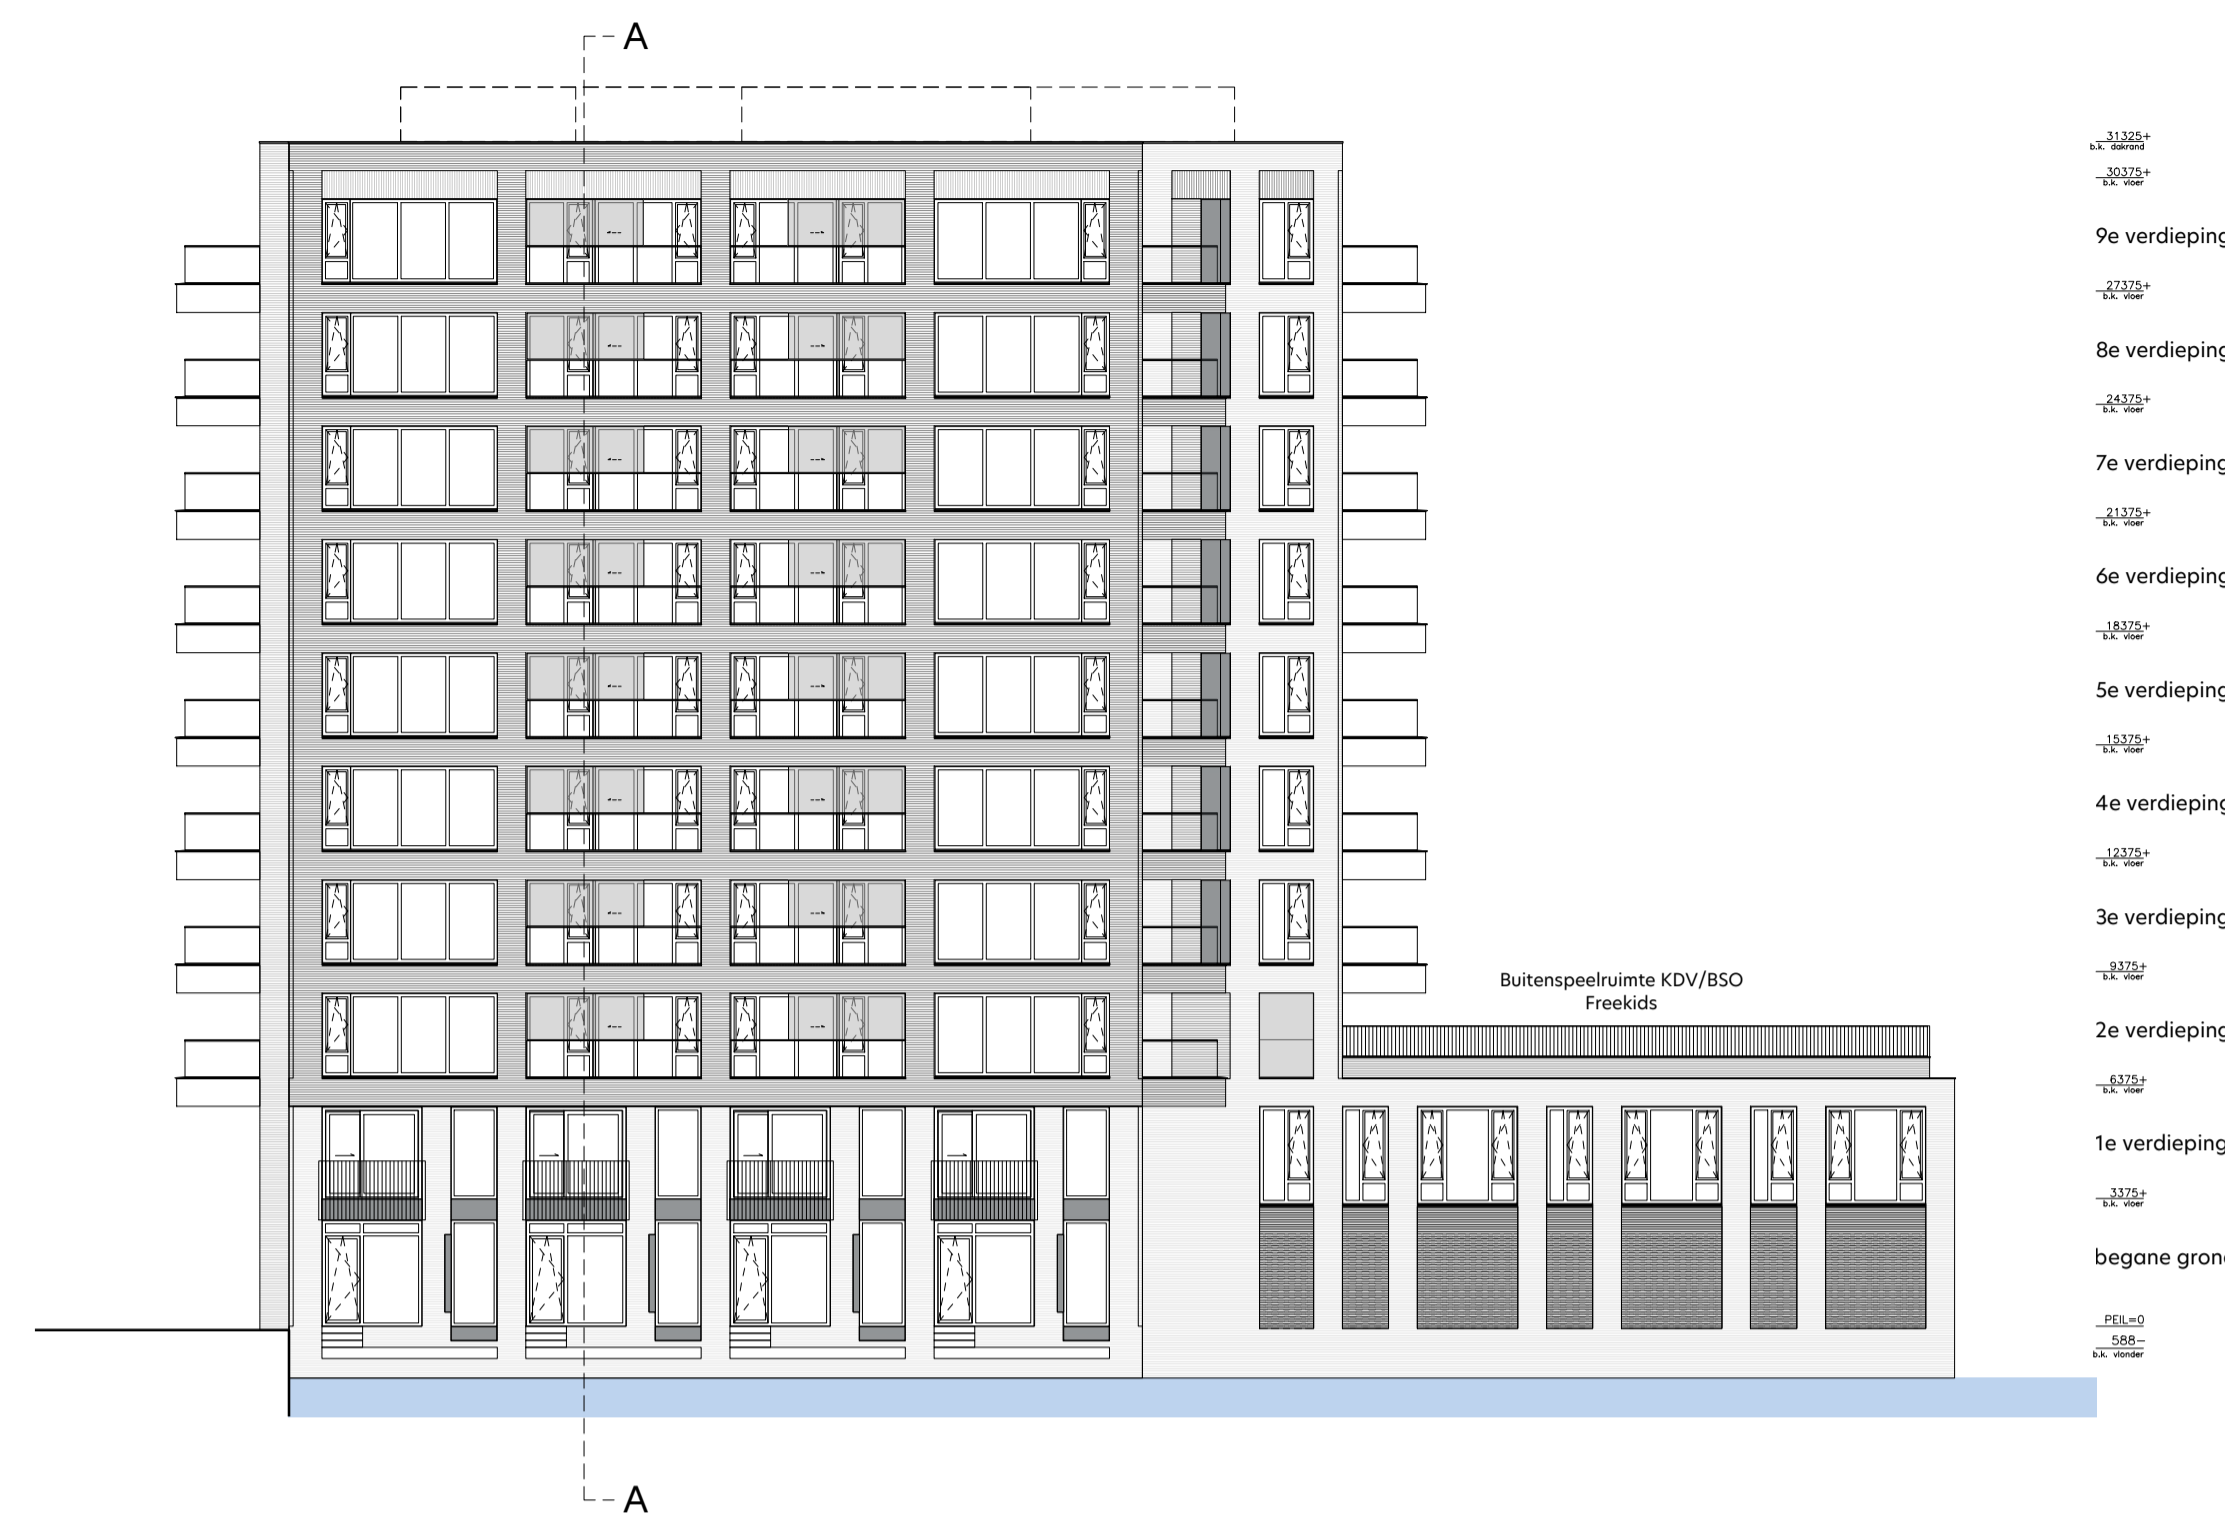 A
31325+
b.k. dakrand
30375+
b.k. vloer
9e verdieping
27375+
b.k. vloer
8e verdieping
24375+
b.k. vloer
7e verdieping
21375+
b.k. vloer
6e verdieping
18375+
b.k. vloer
5e verdieping
15375+
b.k. vloer
4e verdieping
12375+
b.k. vloer
3e verdieping
9375+
b.k. vloer
Buitenspeelruimte KDV/BSO
Freekids
2e verdieping
6375+
b.k. vloer
1e verdieping
3375+
b.k. vloer
begane gron
PEIL=0
588-
b.k. vlonder
A